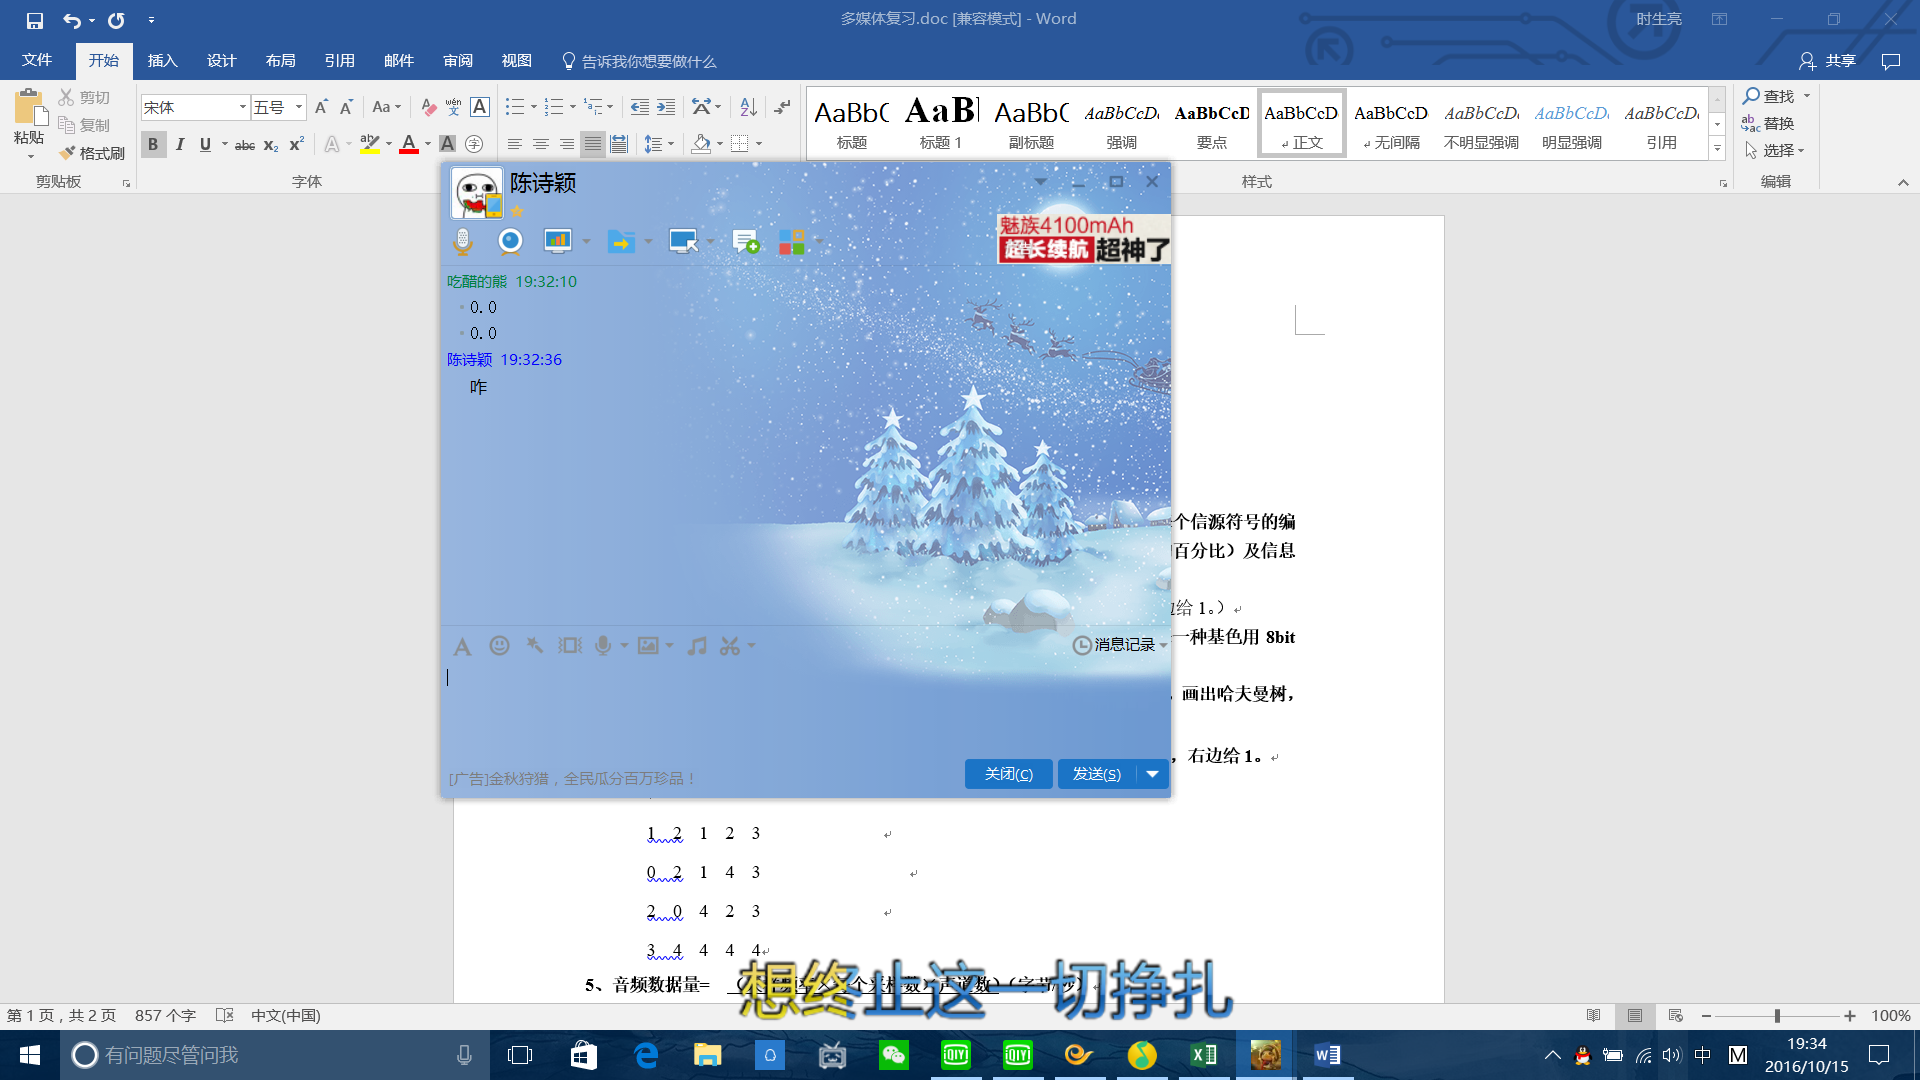 多媒体复习.doc [兼容模式] - Word
时生亮
文件 开始 插入 设计 布局 引用 邮件 审阅 视图 告诉我你想要做什么
共享
粘贴
剪切
复制
格式刷
剪贴板
宋体 五号
字体
AaBbC 标题
AaBl 标题 1
AaBbC 副标题
AaBbCcD 强调
AaBbCcD 要点
AaBbCcD 正文
AaBbCcD 无间隔
AaBbCcD 不明显强调
AaBbCcD 明显强调
AaBbCcD 引用
样式
查找
替换
选择
编辑
陈诗颖
魅族4100mAh
超长续航 超神了
吃醋的熊 19:32:10
0.0
0.0
陈诗颖 19:32:36
咋
消息记录
[广告]金秋狩猎，全民瓜分百万珍品！
关闭(C) 发送(S)
个信源符号的编
百分比）及信息
给 1。）
一种基色用 8bit
画出哈夫曼树，
，右边给 1。
1 2 1 2 3
0 2 1 4 3
2 0 4 2 3
3 4 4 4 4
5、音频数据量=
想终止这一切挣扎
第 1 页，共 2 页 857 个字 中文(中国)
100%
有问题尽管问我
中 M
19:34
2016/10/15